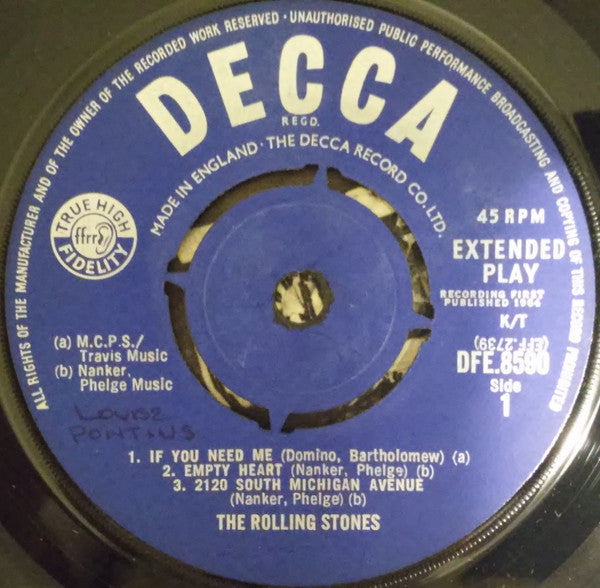 ALL RIGHTS OF THE MANUFACTURER AND OF THE OWNER OF THE RECORDED WORK RESERVED · UNAUTHORISED PUBLIC PERFORMANCE BROADCASTING AND COPYING OF THIS RECORD PROHIBITED
DECCA
REGD.
MADE IN ENGLAND · THE DECCA RECORD CO. LTD.
TRUE HIGH
ffrr
FIDELITY
45 RPM
EXTENDED
PLAY
RECORDING FIRST
PUBLISHED 1964
K/T
(EFF.2739)
DFE.8590
Side
1
(a) M.C.P.S./
Travis Music
(b) Nanker,
Phelge Music
LOUISE
PONTINS
1. IF YOU NEED ME (Domino, Bartholomew) (a)
2. EMPTY HEART (Nanker, Phelge) (b)
3. 2120 SOUTH MICHIGAN AVENUE
(Nanker, Phelge) (b)
THE ROLLING STONES